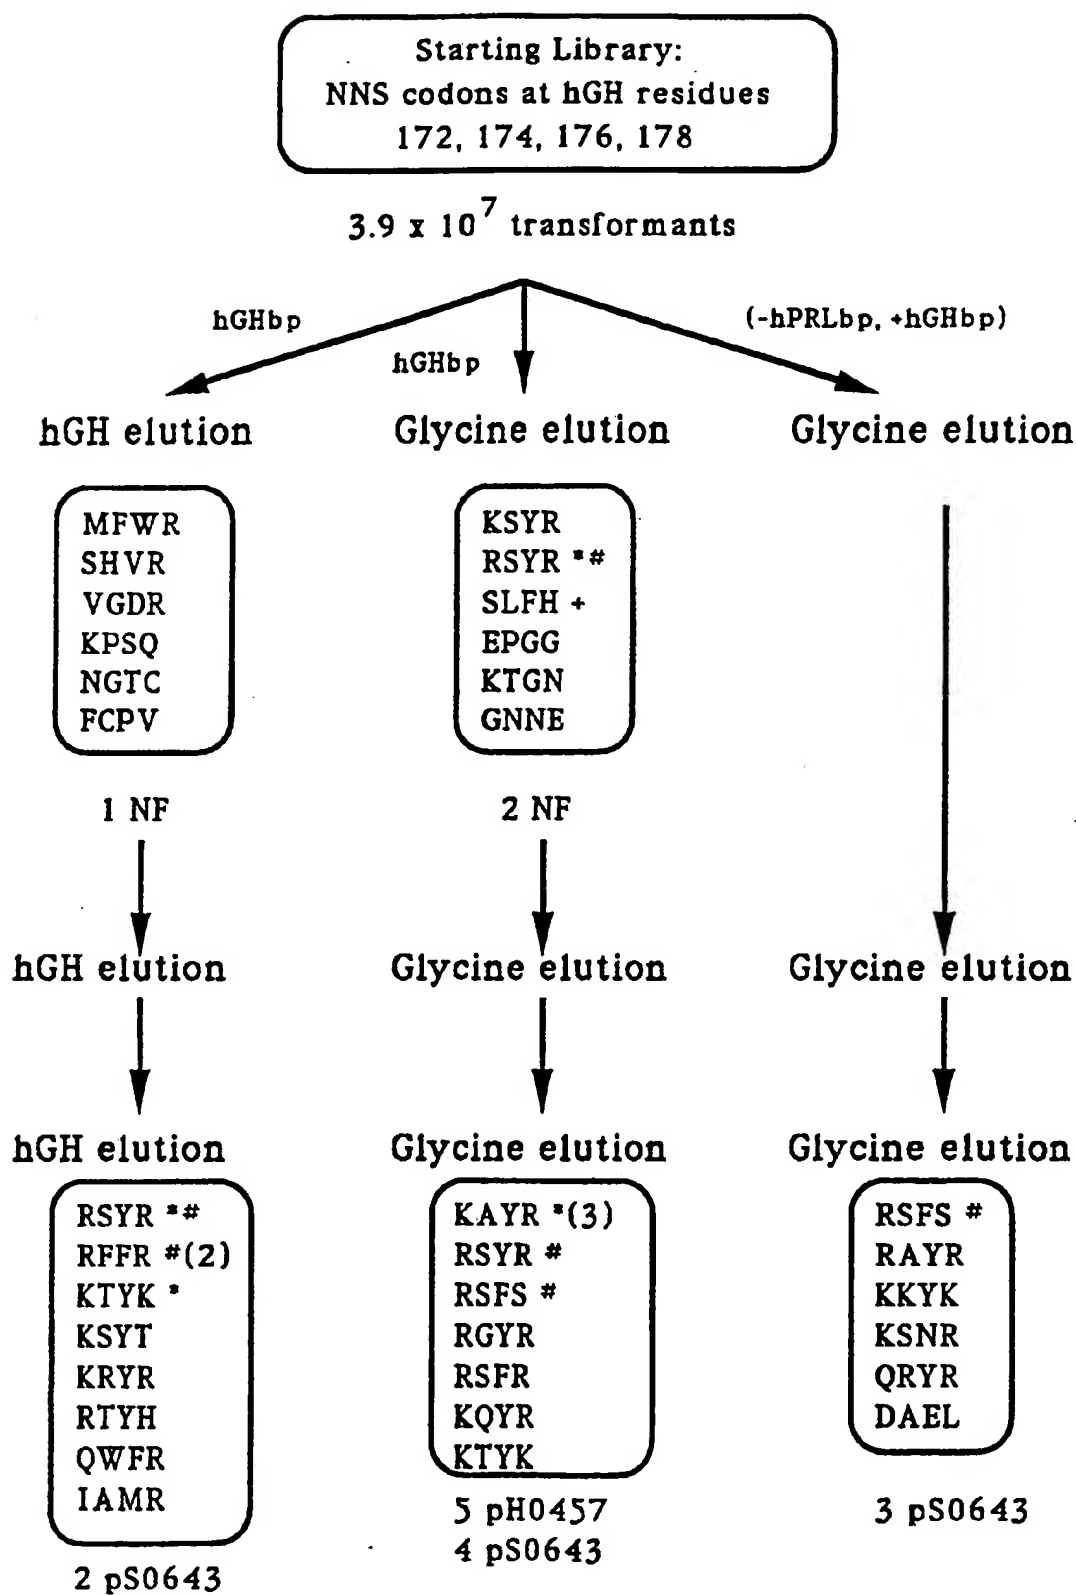 Starting Library:
NNS codons at hGH residues
172, 174, 176, 178
3.9 x 10^7 transformants
hGHbp
hGHbp
(-hPRLbp, +hGHbp)
hGH elution
Glycine elution
Glycine elution
MFWR
SHVR
VGDR
KPSQ
NGTC
FCPV
1 NF
KSYR
RSYR *#
SLFH +
EPGG
KTGN
GNNE
2 NF
hGH elution
Glycine elution
Glycine elution
hGH elution
Glycine elution
Glycine elution
RSYR *#
RFFR #(2)
KTYK *
KSYT
KRYR
RTYH
QWFR
IAMR
2 pS0643
KAYR *(3)
RSYR #
RSFS #
RGYR
RSFR
KQYR
KTYK
5 pH0457
4 pS0643
RSFS #
RAYR
KKYK
KSNR
QRYR
DAEL
3 pS0643